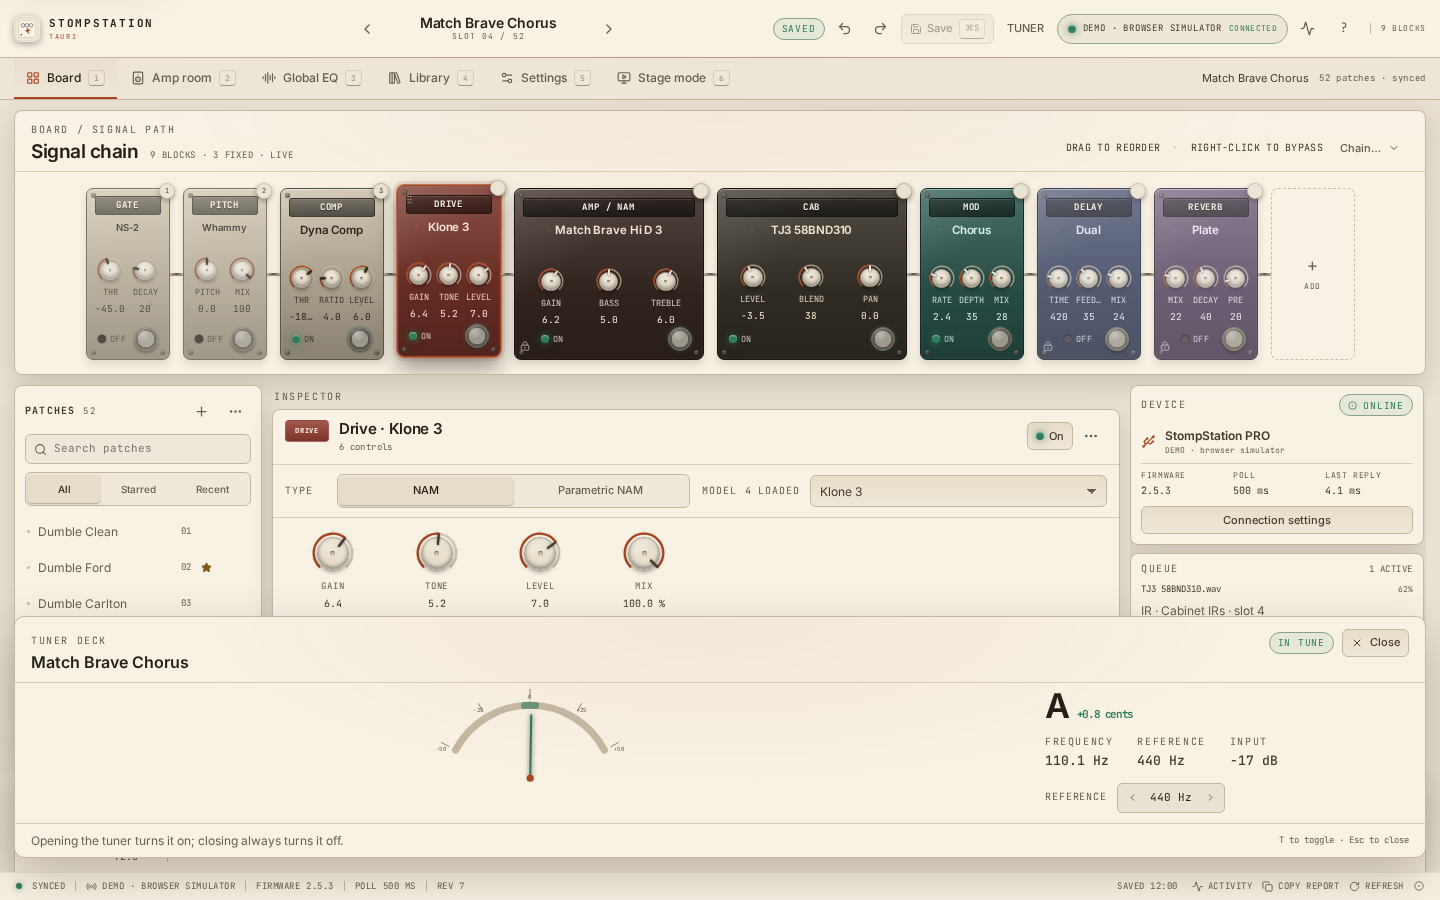 STOMPSTATION
TAURI
Match Brave Chorus
SLOT 04 / 52
SAVED
Save ⌘S
TUNER
DEMO · BROWSER SIMULATOR CONNECTED
?
9 BLOCKS
Board 1
Amp room 2
Global EQ 3
Library 4
Settings 5
Stage mode 6
Match Brave Chorus 52 patches · synced
BOARD / SIGNAL PATH
Signal chain 9 BLOCKS · 3 FIXED · LIVE
DRAG TO REORDER · RIGHT-CLICK TO BYPASS Chain...
1
GATE
NS-2
THR DECAY
-45.0 20
OFF
2
PITCH
Whammy
PITCH MIX
0.0 100
OFF
3
COMP
Dyna Comp
THR RATIO LEVEL
-18… 4.0 6.0
ON
DRIVE
Klone 3
GAIN TONE LEVEL
6.4 5.2 7.0
ON
AMP / NAM
Match Brave Hi D 3
GAIN BASS TREBLE
6.2 5.0 6.0
ON
CAB
TJ3 58BND310
LEVEL BLEND PAN
-3.5 38 0.0
ON
MOD
Chorus
RATE DEPTH MIX
2.4 35 28
ON
DELAY
Dual
TIME FEED… MIX
420 35 24
OFF
REVERB
Plate
MIX DECAY PRE
22 40 20
OFF
+
ADD
PATCHES 52
Search patches
All Starred Recent
Dumble Clean 01
Dumble Ford 02
Dumble Carlton 03
INSPECTOR
DRIVE
Drive · Klone 3
6 controls
On
TYPE NAM Parametric NAM MODEL 4 LOADED Klone 3
GAIN TONE LEVEL MIX
6.4 5.2 7.0 100.0 %
DEVICE ONLINE
StompStation PRO
DEMO · browser simulator
FIRMWARE POLL LAST REPLY
2.5.3 500 ms 4.1 ms
Connection settings
QUEUE 1 ACTIVE
TJ3 58BND310.wav 62%
IR · Cabinet IRs · slot 4
TUNER DECK
Match Brave Chorus
IN TUNE
Close
-50 -25 0 +25 +50
A +0.8 cents
FREQUENCY REFERENCE INPUT
110.1 Hz 440 Hz -17 dB
REFERENCE 440 Hz
Opening the tuner turns it on; closing always turns it off.
T to toggle · Esc to close
SYNCED DEMO · BROWSER SIMULATOR FIRMWARE 2.5.3 POLL 500 MS REV 7
SAVED 12:00 ACTIVITY COPY REPORT REFRESH